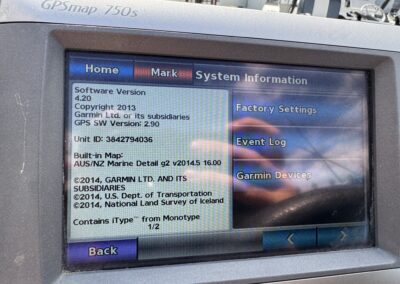 GPSmap 750s
Home
Mark
System Information
Software Version
4.20
Copyright 2013
Garmin Ltd. or its subsidiaries
GPS SW Version: 2.90
Unit ID: 3842794036
Built-in Map:
AUS/NZ Marine Detail g2 v2014.5 16.00
©2014, GARMIN LTD. AND ITS
SUBSIDIARIES
©2014, U.S. Dept. of Transportation
©2014, National Land Survey of Iceland
Contains iType™ from Monotype
1/2
Factory Settings
Event Log
Garmin Devices
Back